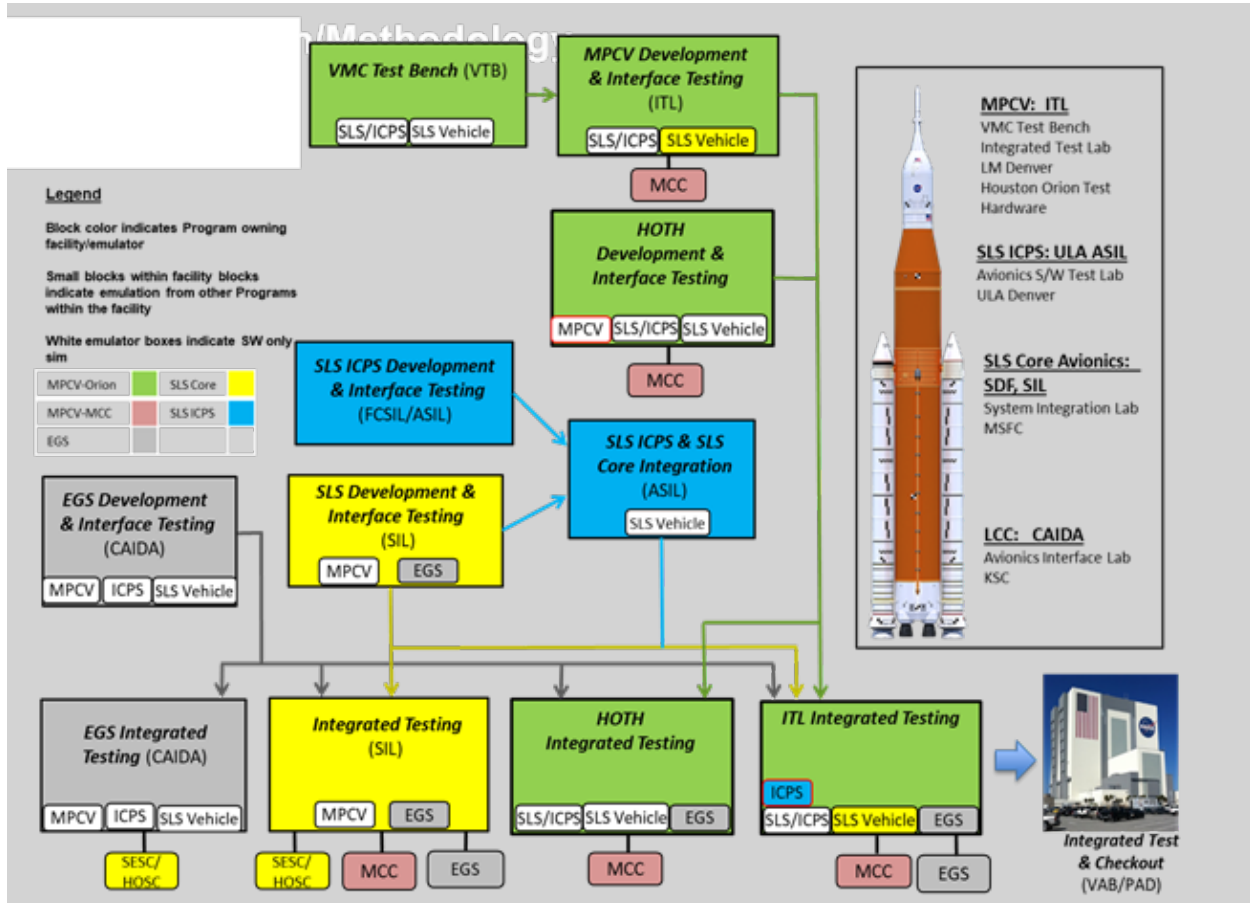 n/Methodology
VMC Test Bench (VTB)
SLS/ICPS
SLS Vehicle
MPCV Development
& Interface Testing
(ITL)
SLS/ICPS
SLS Vehicle
MCC
HOTH
Development &
Interface Testing
MPCV
SLS/ICPS
SLS Vehicle
MCC
Legend
Block color indicates Program owning
facility/emulator
Small blocks within facility blocks
indicate emulation from other Programs
within the facility
White emulator boxes indicate SW only
sim
MPCV-Orion
SLS Core
MPCV-MCC
SLS ICPS
EGS
SLS ICPS Development
& Interface Testing
(FCSIL/ASIL)
SLS ICPS & SLS
Core Integration
(ASIL)
SLS Vehicle
EGS Development
& Interface Testing
(CAIDA)
MPCV
ICPS
SLS Vehicle
SLS Development &
Interface Testing
(SIL)
MPCV
EGS
EGS Integrated
Testing (CAIDA)
MPCV
ICPS
SLS Vehicle
SESC/
HOSC
Integrated Testing
(SIL)
MPCV
EGS
SESC/
HOSC
MCC
EGS
HOTH
Integrated Testing
SLS/ICPS
SLS Vehicle
EGS
MCC
ITL Integrated Testing
ICPS
SLS/ICPS
SLS Vehicle
EGS
MCC
EGS
MPCV: ITL
VMC Test Bench
Integrated Test Lab
LM Denver
Houston Orion Test
Hardware
SLS ICPS: ULA ASIL
Avionics S/W Test Lab
ULA Denver
SLS Core Avionics:
SDF, SIL
System Integration Lab
MSFC
LCC: CAIDA
Avionics Interface Lab
KSC
Integrated Test
& Checkout
(VAB/PAD)